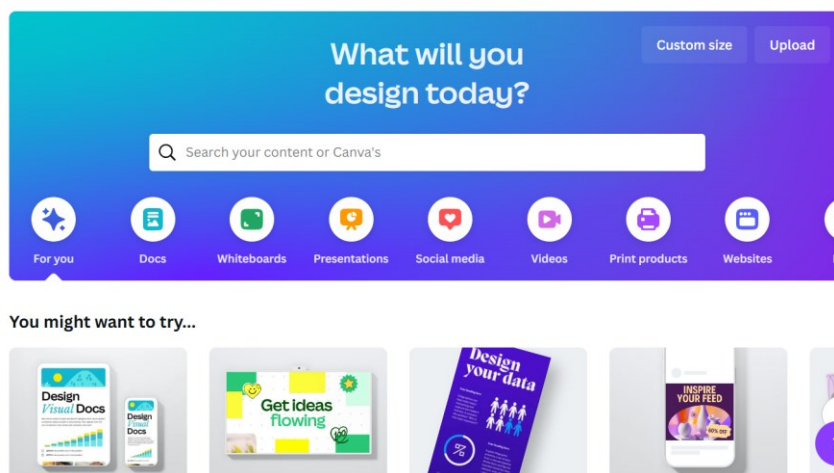 What will you
design today?
Custom size
Upload
Search your content or Canva's
For you
Docs
Whiteboards
Presentations
Social media
Videos
Print products
Websites
You might want to try...
Design
Visual Docs
Design
Visual
Docs
Get ideas
flowing
Design
your data
INSPIRE
YOUR FEED
60% OFF